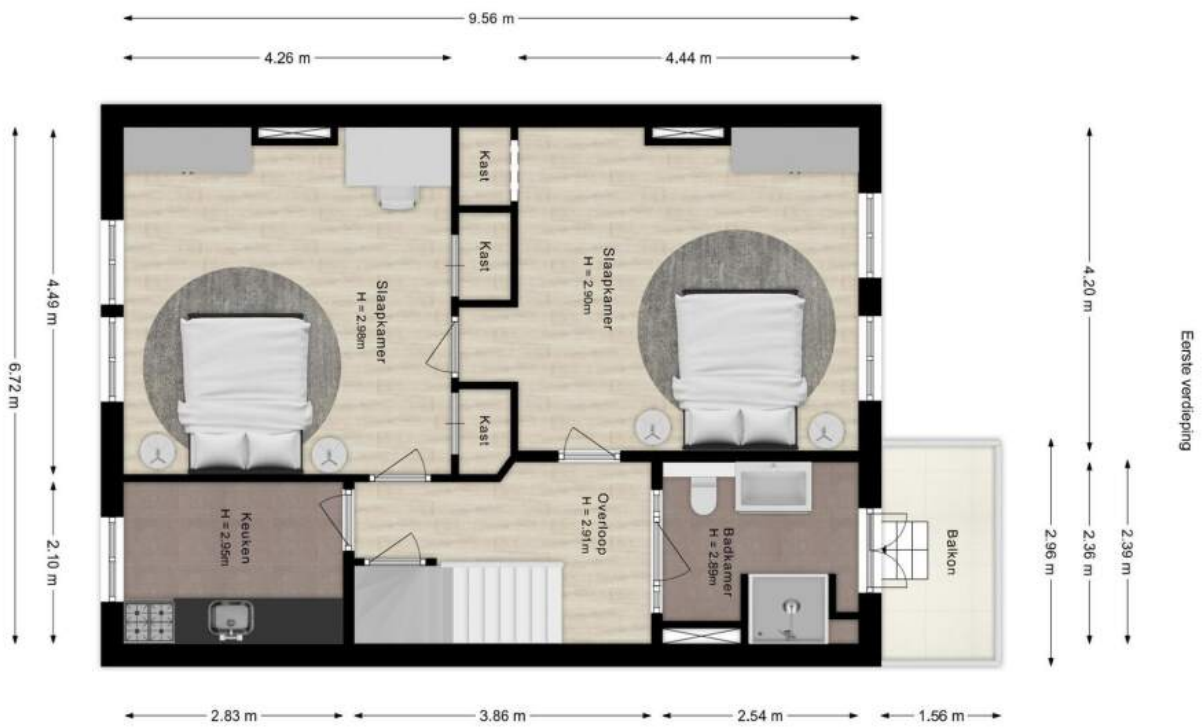 9.56 m
4.26 m
4.44 m
Kast
Kast
Kast
Slaapkamer
H = 2.98m
Slaapkamer
H = 2.90m
4.49 m
6.72 m
4.20 m
Eerste verdieping
Keuken
H = 2.95m
Overloop
H = 2.91m
Badkamer
H = 2.89m
Balkon
2.10 m
2.96 m
2.36 m
2.39 m
2.83 m
3.86 m
2.54 m
1.56 m